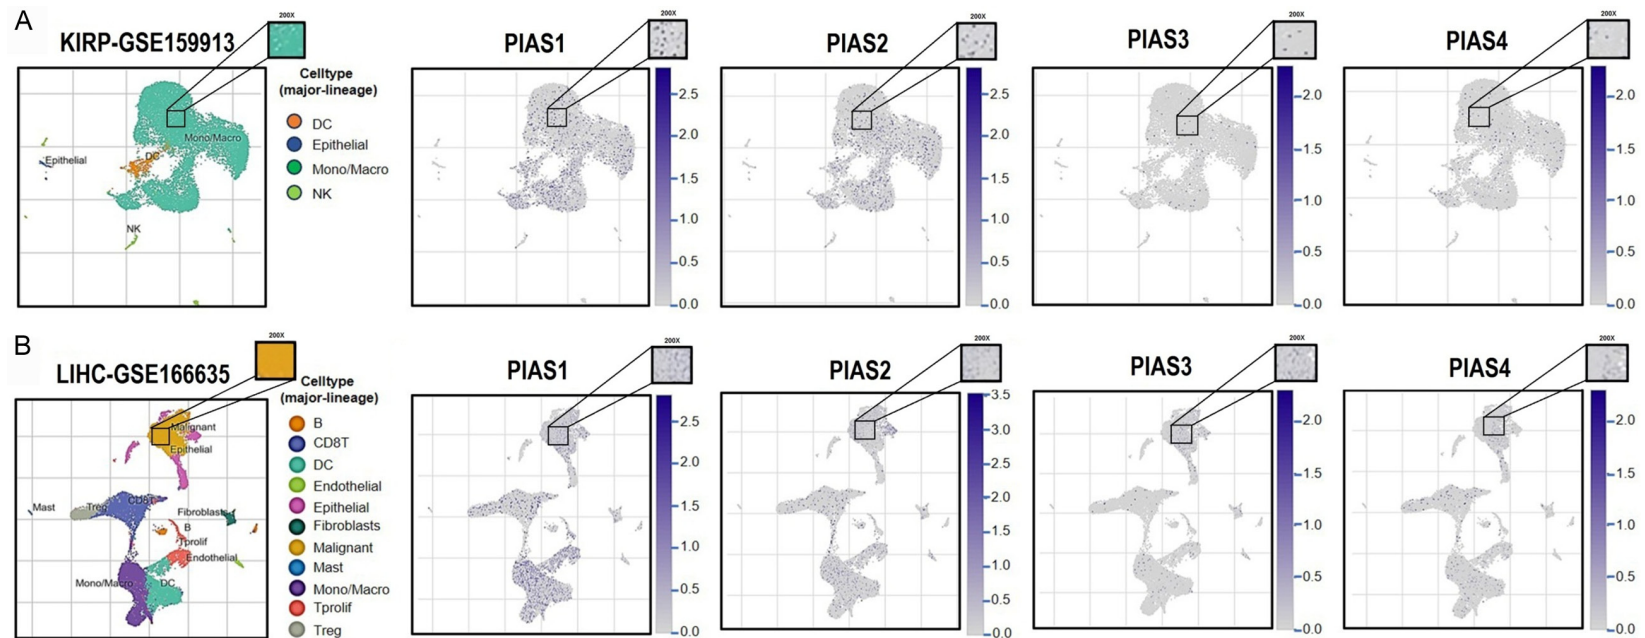 A
KIRP-GSE159913
200X
Celltype
(major-lineage)
DC
Epithelial
Mono/Macro
NK
Mono/Macro
DC
Epithelial
NK
PIAS1
200X
2.5
2.0
1.5
1.0
0.5
0.0
PIAS2
200X
2.5
2.0
1.5
1.0
0.5
0.0
PIAS3
200X
2.0
1.5
1.0
0.5
0.0
PIAS4
200X
2.0
1.5
1.0
0.5
0.0
B
LIHC-GSE166635
200X
Celltype
(major-lineage)
B
CD8T
DC
Endothelial
Epithelial
Fibroblasts
Malignant
Mast
Mono/Macro
Tprolif
Treg
Malignant
Epithelial
Mast
Treg
CD8T
Fibroblasts
B
Tprolif
Endothelial
Mono/Macro
DC
PIAS1
200X
2.5
2.0
1.5
1.0
0.5
0.0
PIAS2
200X
3.5
3.0
2.5
2.0
1.5
1.0
0.5
0.0
PIAS3
200X
2.0
1.5
1.0
0.5
0.0
PIAS4
200X
2.0
1.5
1.0
0.5
0.0